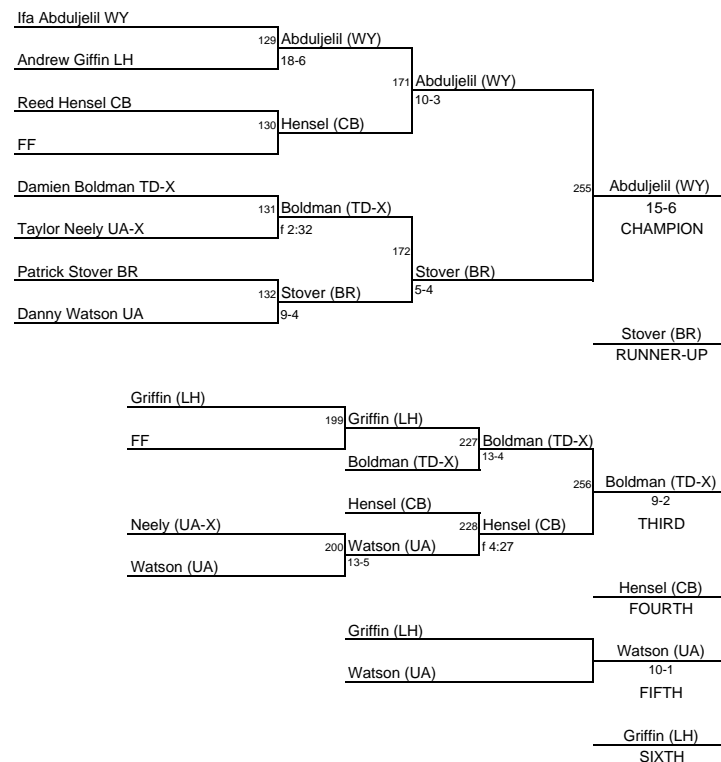 Ifa Abduljelil WY
129 Abduljelil (WY)
Andrew Giffin LH
18-6
171 Abduljelil (WY)
10-3
Reed Hensel CB
130 Hensel (CB)
FF
Damien Boldman TD-X
255 Abduljelil (WY)
15-6
CHAMPION
131 Boldman (TD-X)
Taylor Neely UA-X
f 2:32
172
Stover (BR)
5-4
Patrick Stover BR
132 Stover (BR)
Danny Watson UA
9-4
Stover (BR)
RUNNER-UP
Griffin (LH)
199 Griffin (LH)
FF
227 Boldman (TD-X)
13-4
Boldman (TD-X)
256 Boldman (TD-X)
9-2
THIRD
Hensel (CB)
Neely (UA-X)
228 Hensel (CB)
f 4:27
200 Watson (UA)
13-5
Watson (UA)
Hensel (CB)
FOURTH
Griffin (LH)
Watson (UA)
10-1
Watson (UA)
FIFTH
Griffin (LH)
SIXTH